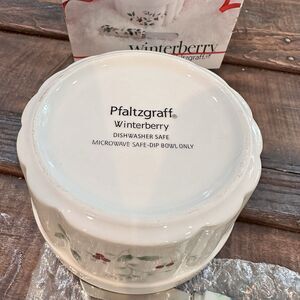 Winterberry
Pfaltzgraff®
Winterberry
DISHWASHER SAFE
MICROWAVE SAFE-DIP BOWL ONLY